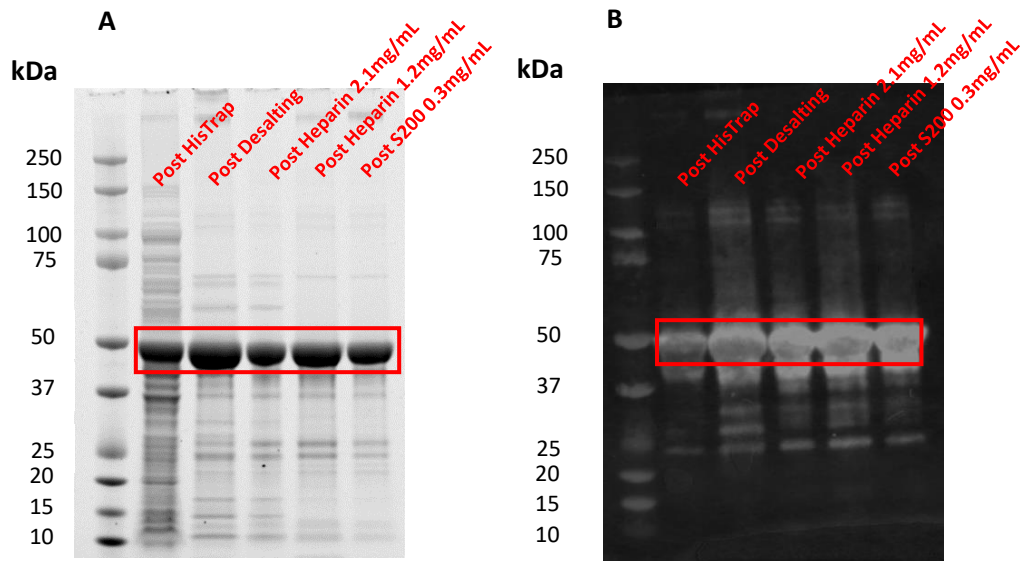 A
kDa
250
150
100
75
50
37
25
20
15
10
Post HisTrap
Post Desalting
Post Heparin 2.1mg/mL
Post Heparin 1.2mg/mL
Post S200 0.3mg/mL
B
kDa
250
150
100
75
50
37
25
20
15
10
Post HisTrap
Post Desalting
Post Heparin 2.1mg/mL
Post Heparin 1.2mg/mL
Post S200 0.3mg/mL